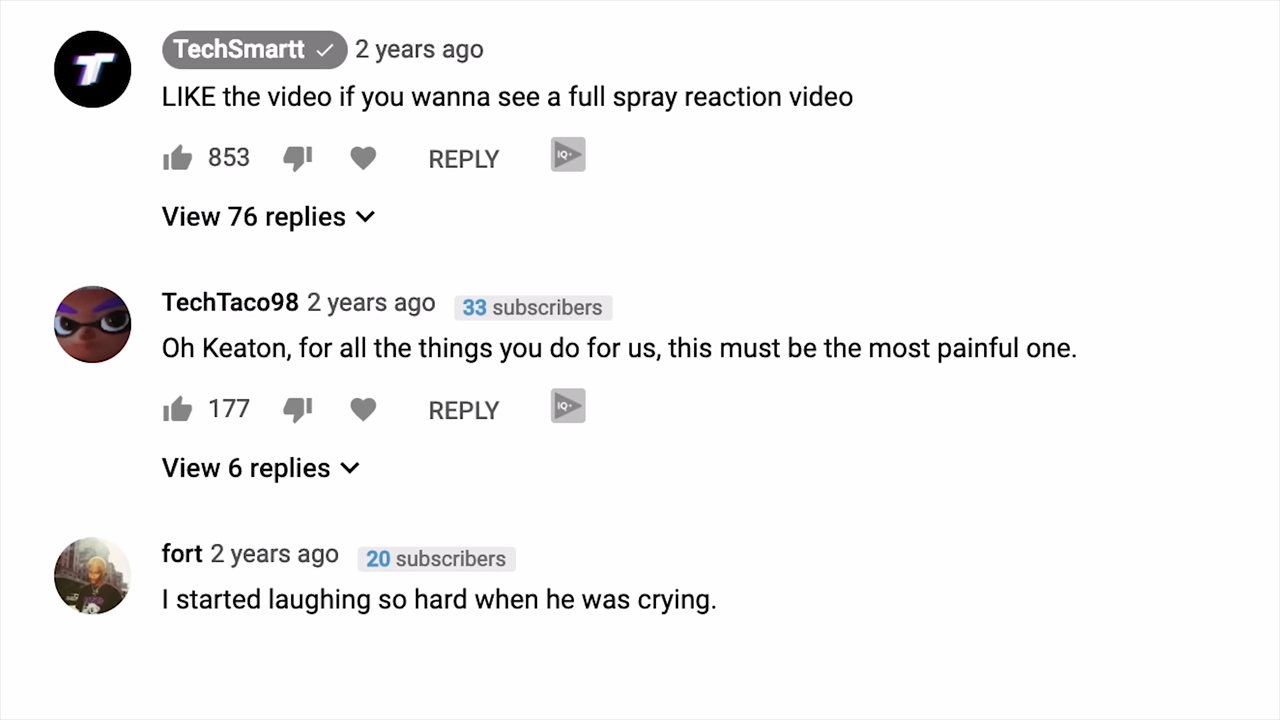 TechSmartt 2 years ago
LIKE the video if you wanna see a full spray reaction video
853 REPLY IQ+
View 76 replies
TechTaco98 2 years ago 33 subscribers
Oh Keaton, for all the things you do for us, this must be the most painful one.
177 REPLY IQ+
View 6 replies
fort 2 years ago 20 subscribers
I started laughing so hard when he was crying.